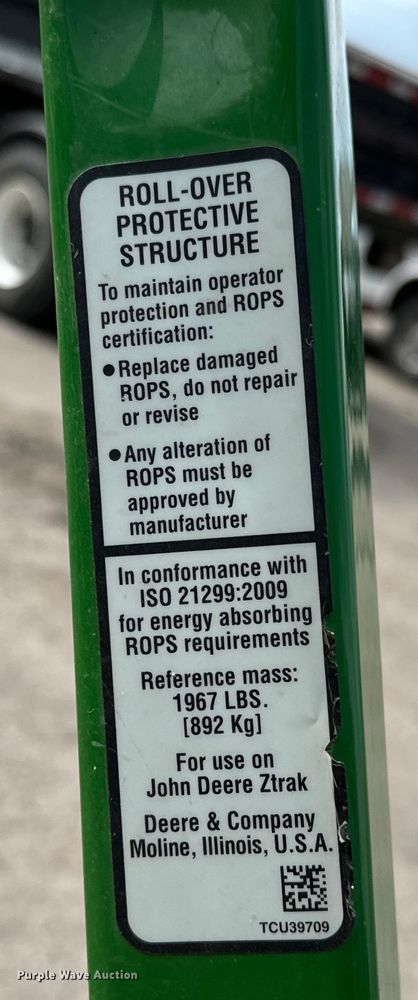 ROLL-OVER
PROTECTIVE
STRUCTURE
To maintain operator
protection and ROPS
certification:
● Replace damaged
ROPS, do not repair
or revise
● Any alteration of
ROPS must be
approved by
manufacturer
In conformance with
ISO 21299:2009
for energy absorbing
ROPS requirements
Reference mass:
1967 LBS.
[892 Kg]
For use on
John Deere Ztrak
Deere & Company
Moline, Illinois, U.S.A.
TCU39709
Purple Wave Auction